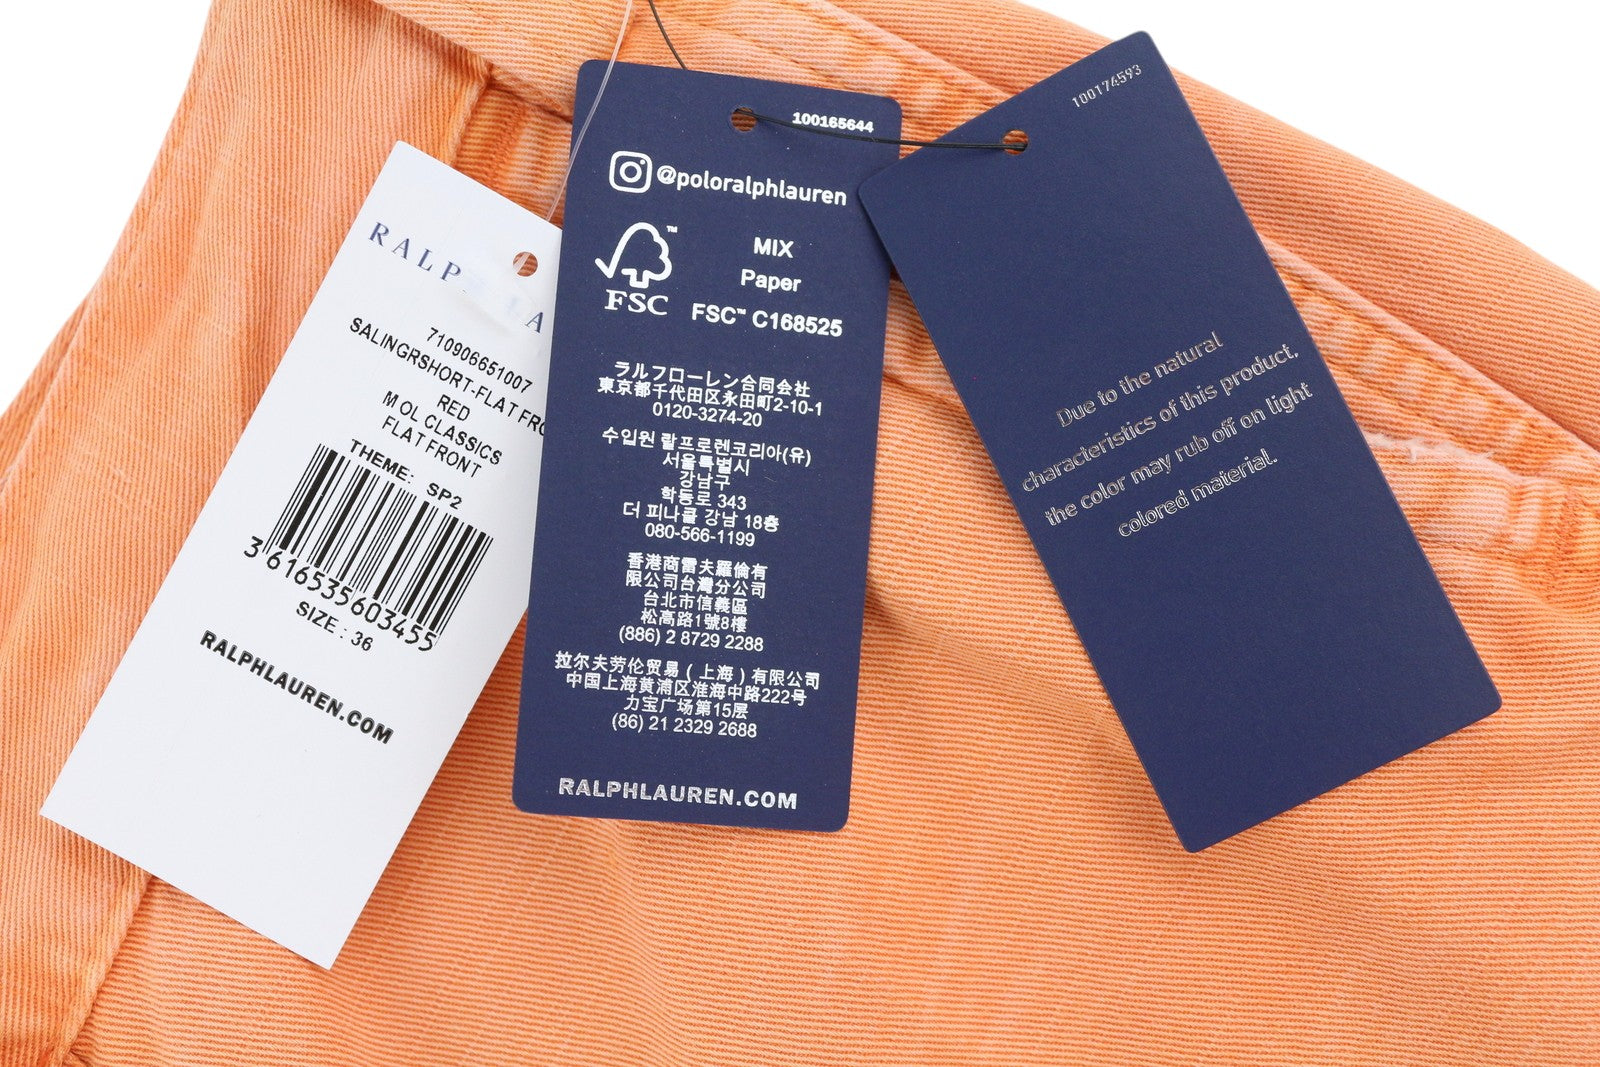 RALP LA
710906651007
SALINGRSHORT-FLAT FRO
RED
M OL CLASSICS
FLAT FRONT
THEME: SP2
3 616535603455
SIZE : 36
RALPHLAUREN.COM
100165644
@poloralphlauren
FSC
MIX
Paper
FSC™ C168525
ラルフローレン合同会社
東京都千代田区永田町2-10-1
0120-3274-20
수입원 랄프로렌코리아(유)
서울특별시
강남구
학동로 343
더 피나클 강남 18층
080-566-1199
香港商雷夫羅倫有
限公司台灣分公司
台北市信義區
松高路1號8樓
(886) 2 8729 2288
拉尔夫劳伦贸易 ( 上海 ) 有限公司
中国上海黄浦区淮海中路222号
力宝广场第15层
(86) 21 2329 2688
RALPHLAUREN.COM
100174593
Due to the natural
characteristics of this product,
the color may rub off on light
colored material.